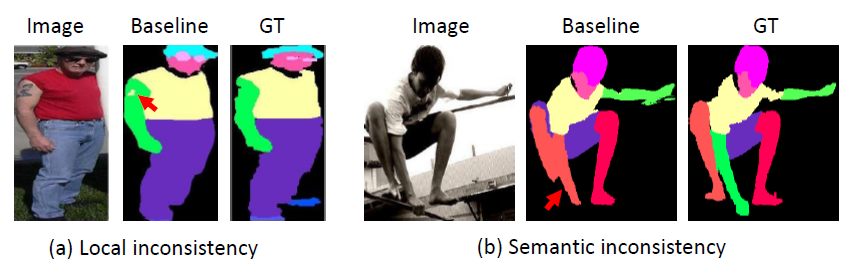 Image Baseline GT
Image Baseline GT
(a) Local inconsistency
(b) Semantic inconsistency